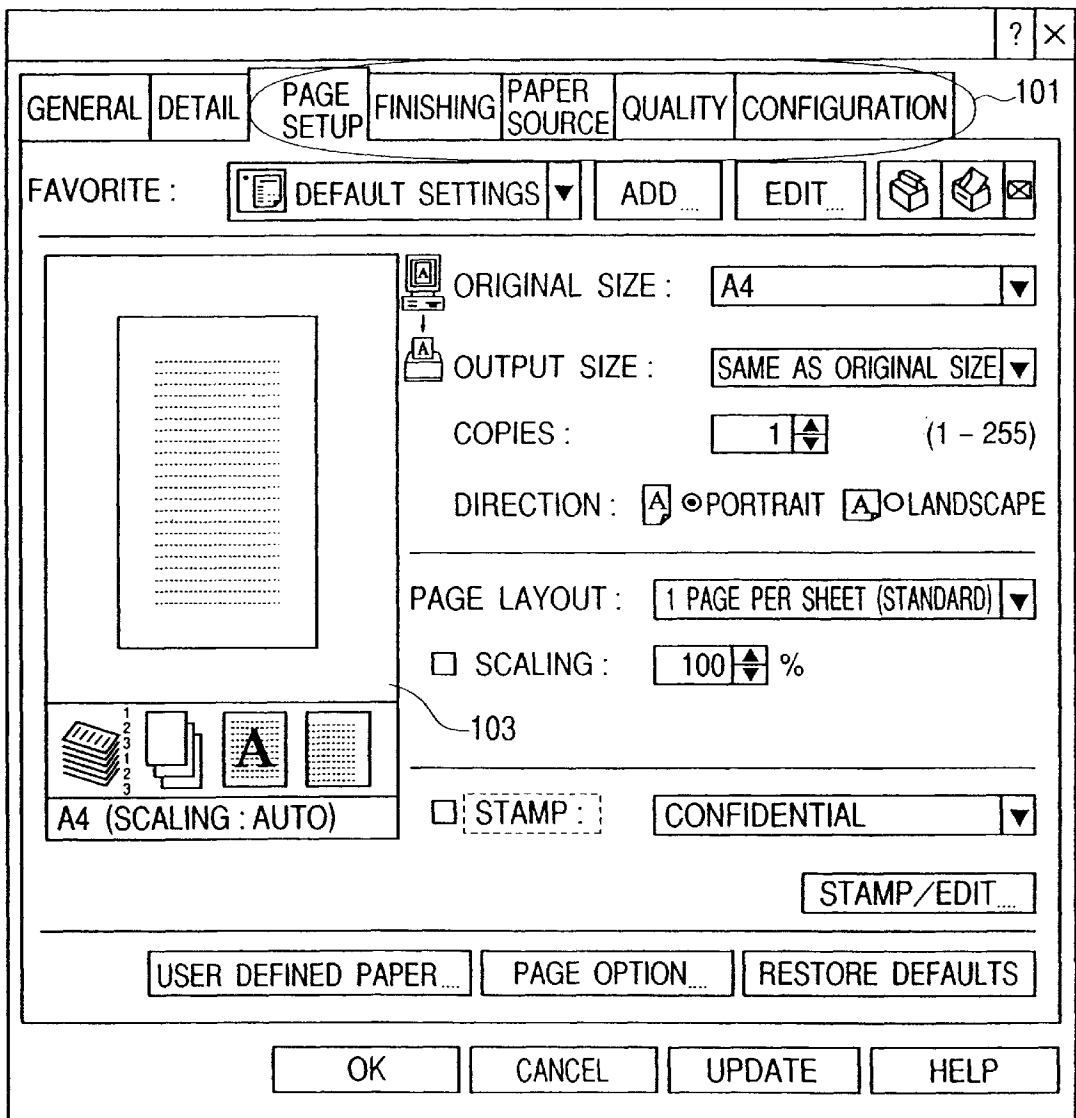 ? ×
GENERAL DETAIL PAGE SETUP FINISHING PAPER SOURCE QUALITY CONFIGURATION 101
FAVORITE : DEFAULT SETTINGS ▼ ADD.... EDIT....
A
ORIGINAL SIZE : A4 ▼
A
OUTPUT SIZE : SAME AS ORIGINAL SIZE ▼
COPIES : 1 (1 – 255)
DIRECTION : A PORTRAIT A LANDSCAPE
PAGE LAYOUT : 1 PAGE PER SHEET (STANDARD) ▼
SCALING : 100 %
103
1 2 3 1 2 3 A
A4 (SCALING : AUTO)
STAMP : CONFIDENTIAL ▼
STAMP/EDIT....
USER DEFINED PAPER.... PAGE OPTION.... RESTORE DEFAULTS
OK CANCEL UPDATE HELP